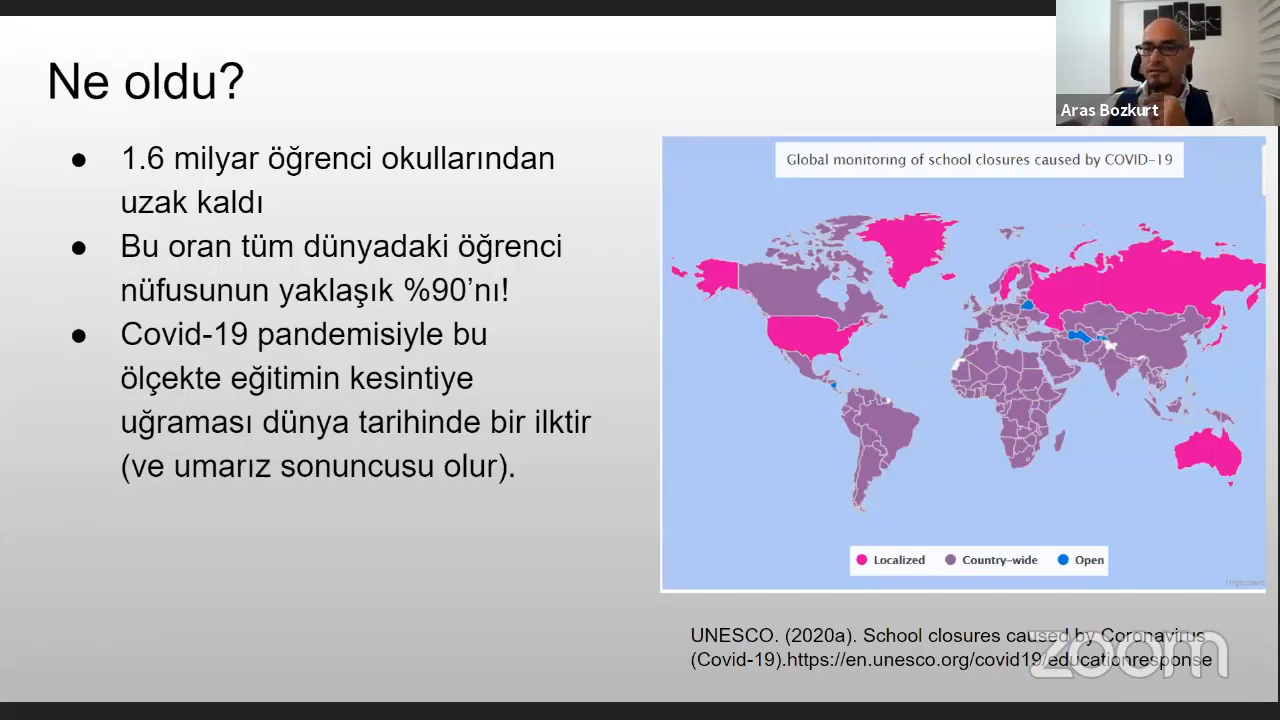 Ne oldu?
Aras Bozkurt
● 1.6 milyar öğrenci okullarından
uzak kaldı
● Bu oran tüm dünyadaki öğrenci
nüfusunun yaklaşık %90’nı!
● Covid-19 pandemisiyle bu
ölçekte eğitimin kesintiye
uğraması dünya tarihinde bir ilktir
(ve umarız sonuncusu olur).
Global monitoring of school closures caused by COVID-19
Localized Country-wide Open
UNESCO. (2020a). School closures caused by Coronavirus
(Covid-19).https://en.unesco.org/covid19/educationresponse
zoom